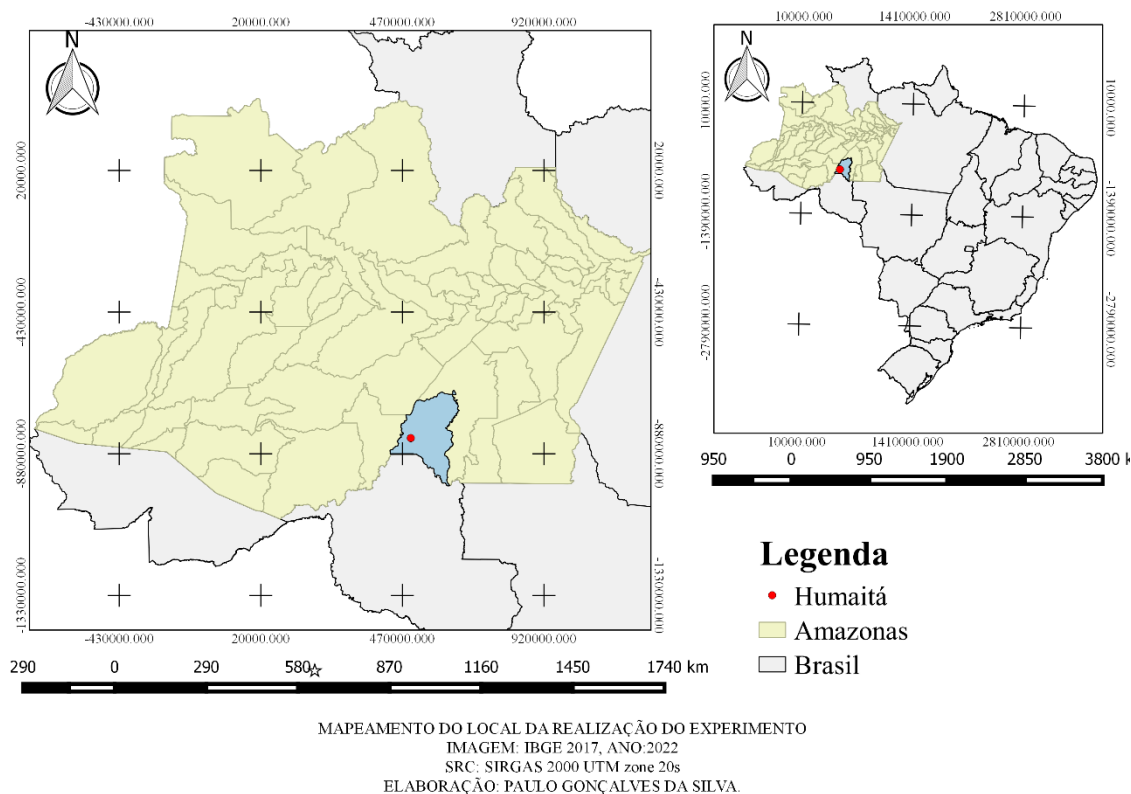 -430000.000 20000.000 470000.000 920000.000
N
20000.000
-430000.000
-880000.000
-1330000.000
200000.000
-430000.000
-880000.000
-1330000.000
-430000.000 20000.000 470000.000 920000.000
290 0 290 580 870 1160 1450 1740 km
10000.000 1410000.000 2810000.000
N
10000.000
-1390000.000
-2790000.000
10000.000
-1390000.000
-2790000.000
10000.000 1410000.000 2810000.000
950 0 950 1900 2850 3800 k
Legenda
Humaitá
Amazonas
Brasil
MAPEAMENTO DO LOCAL DA REALIZAÇÃO DO EXPERIMENTO
IMAGEM: IBGE 2017, ANO:2022
SRC: SIRGAS 2000 UTM zone 20s
ELABORAÇÃO: PAULO GONÇALVES DA SILVA.